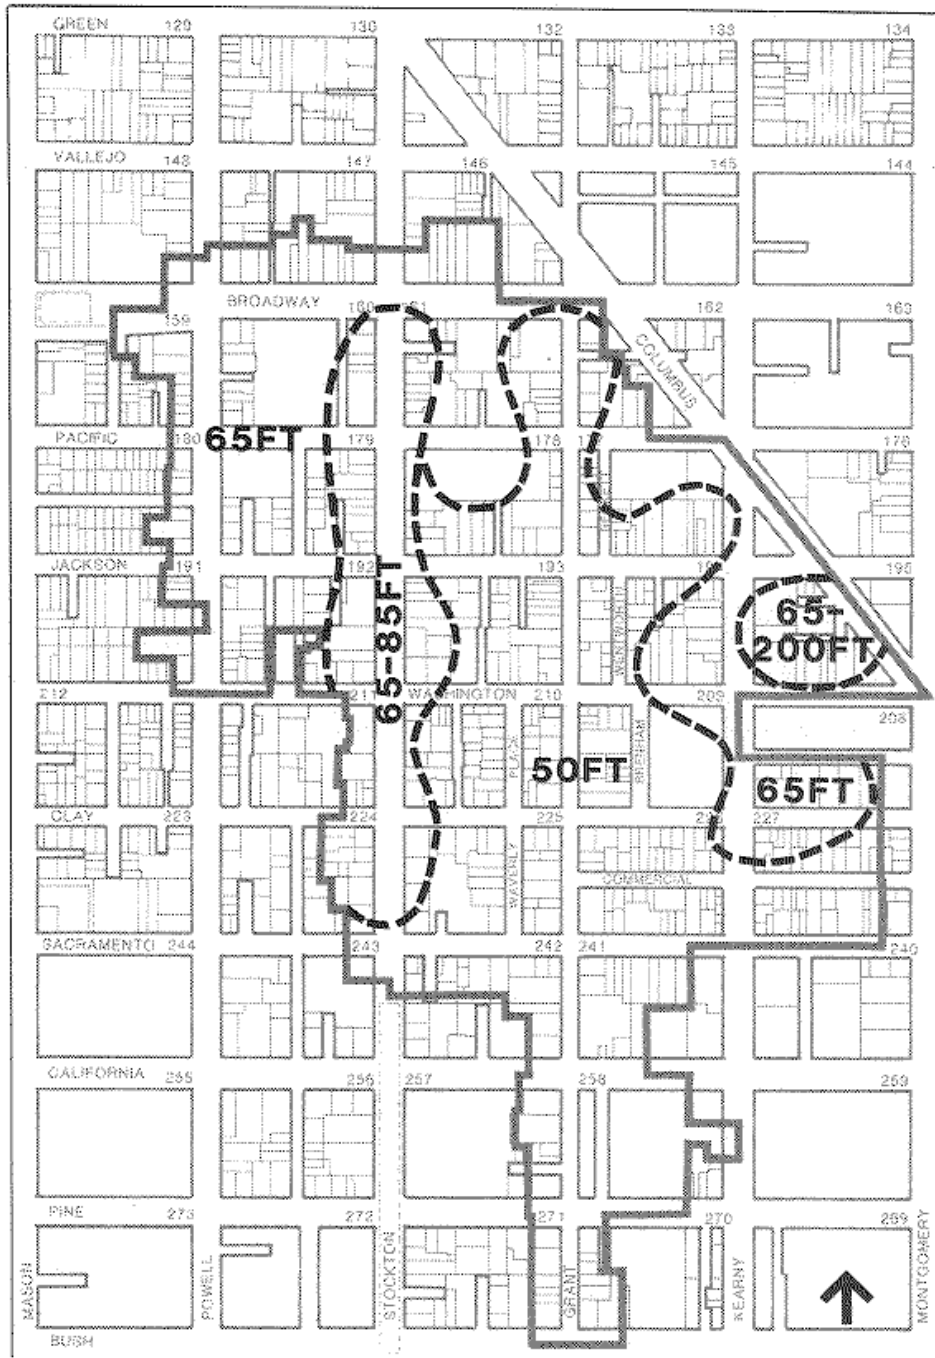 GREEN 129 130 132 133 134
VALLEJO 148 147 146 145 144
BROADWAY 160 161 162 163
159
COLUMBUS
65FT
PACIFIC 180 179 178 176
JACKSON 191 192 193 195
65-85FT
WENTWORTH
65-
200FT
212 211 WASHINGTON 210 209 208
PLACE
50FT
65FT
CLAY 223 224 225 227
WAVERLY
COMMERCIAL
SACRAMENTO 244 243 242 241 240
CALIFORNIA 255 256 257 258 259
PINE 273 272 271 270 269
MASON
POWELL
STOCKTON
GRANT
KEARNY
MONTGOMERY
BUSH